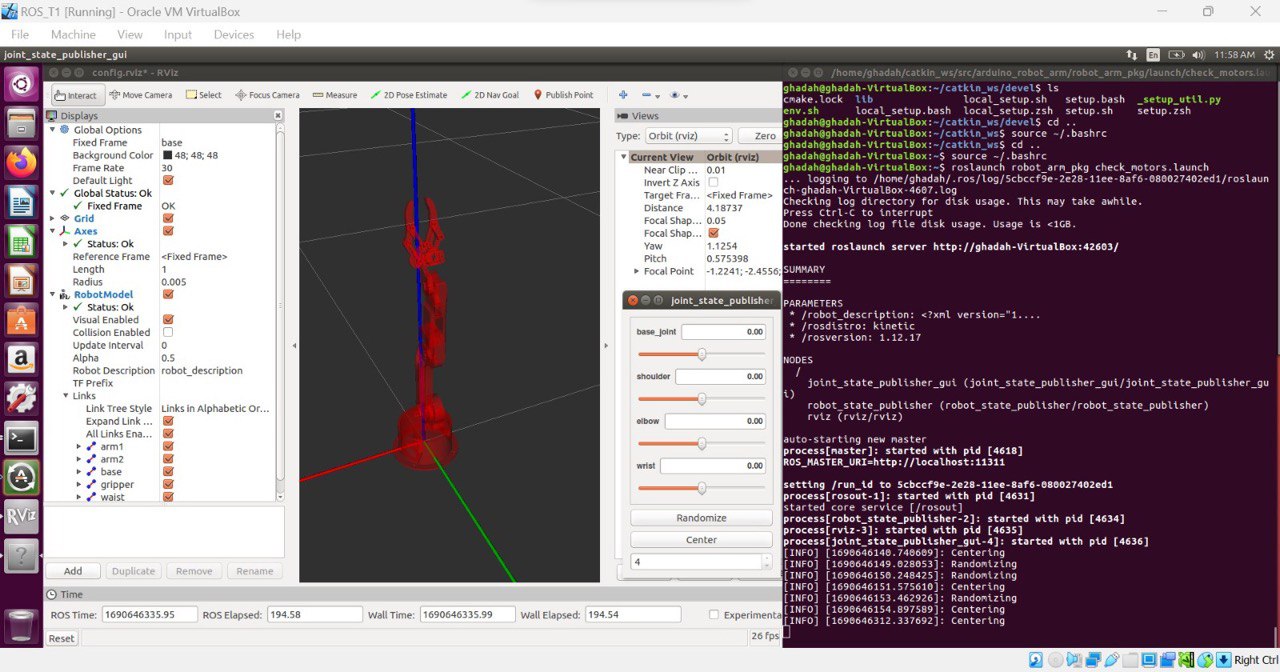 ROS_T1 [Running] - Oracle VM VirtualBox
File Machine View Input Devices Help
joint_state_publisher_gui
En
11:58 AM
config.rviz* - RViz
Interact Move Camera Select Focus Camera Measure 2D Pose Estimate 2D Nav Goal Publish Point
Displays
Global Options
Fixed Frame base
Background Color 48; 48; 48
Frame Rate 30
Default Light
Global Status: Ok
Fixed Frame OK
Grid
Axes
Status: Ok
Reference Frame <Fixed Frame>
Length 1
Radius 0.005
RobotModel
Status: Ok
Visual Enabled
Collision Enabled
Update Interval 0
Alpha 0.5
Robot Description robot_description
TF Prefix
Links
Link Tree Style Links in Alphabetic Or...
Expand Link ...
All Links Ena...
arm1
arm2
base
gripper
waist
Add Duplicate Remove Rename
Time
ROS Time: 1690646335.95 ROS Elapsed: 194.58 Wall Time: 1690646335.99 Wall Elapsed: 194.54 Experimenta
Reset
26 fps
Views
Type: Orbit (rviz) Zero
Current View Orbit (rviz)
Near Clip ... 0.01
Invert Z Axis
Target Fra... <Fixed Frame>
Distance 4.18737
Focal Shap... 0.05
Focal Shap...
Yaw 1.1254
Pitch 0.575398
Focal Point -1.2241; -2.4556;
joint_state_publisher
base_joint 0.00
shoulder 0.00
elbow 0.00
wrist 0.00
Randomize
Center
4
/home/ghadah/catkin_ws/src/arduino_robot_arm/robot_arm_pkg/launch/check_motors.lau
ghadah@ghadah-VirtualBox:~/catkin_ws/devel$ ls
cmake.lock lib local_setup.sh setup.bash _setup_util.py
env.sh local_setup.bash local_setup.zsh setup.sh setup.zsh
ghadah@ghadah-VirtualBox:~/catkin_ws/devel$ cd ..
ghadah@ghadah-VirtualBox:~/catkin_ws$ source ~/.bashrc
ghadah@ghadah-VirtualBox:~/catkin_ws$ cd ..
ghadah@ghadah-VirtualBox:~$ source ~/.bashrc
ghadah@ghadah-VirtualBox:~$ roslaunch robot_arm_pkg check_motors.launch
... logging to /home/ghadah/.ros/log/5cbccf9e-2e28-11ee-8af6-080027402ed1/roslaun
ch-ghadah-VirtualBox-4607.log
Checking log directory for disk usage. This may take awhile.
Press Ctrl-C to interrupt
Done checking log file disk usage. Usage is <1GB.
started roslaunch server http://ghadah-VirtualBox:42603/
SUMMARY
========
PARAMETERS
* /robot_description: <?xml version="1....
* /rosdistro: kinetic
* /rosversion: 1.12.17
NODES
/
joint_state_publisher_gui (joint_state_publisher_gui/joint_state_publisher_gu
i)
robot_state_publisher (robot_state_publisher/robot_state_publisher)
rviz (rviz/rviz)
auto-starting new master
process[master]: started with pid [4618]
ROS_MASTER_URI=http://localhost:11311
setting /run_id to 5cbccf9e-2e28-11ee-8af6-080027402ed1
process[rosout-1]: started with pid [4631]
started core service [/rosout]
process[robot_state_publisher-2]: started with pid [4634]
process[rviz-3]: started with pid [4635]
process[joint_state_publisher_gui-4]: started with pid [4636]
[INFO] [1690646140.740609]: Centering
[INFO] [1690646149.028053]: Randomizing
[INFO] [1690646150.248425]: Randomizing
[INFO] [1690646151.575610]: Centering
[INFO] [1690646153.462926]: Randomizing
[INFO] [1690646154.897589]: Centering
[INFO] [1690646312.337692]: Centering
RViz
Right Ctrl